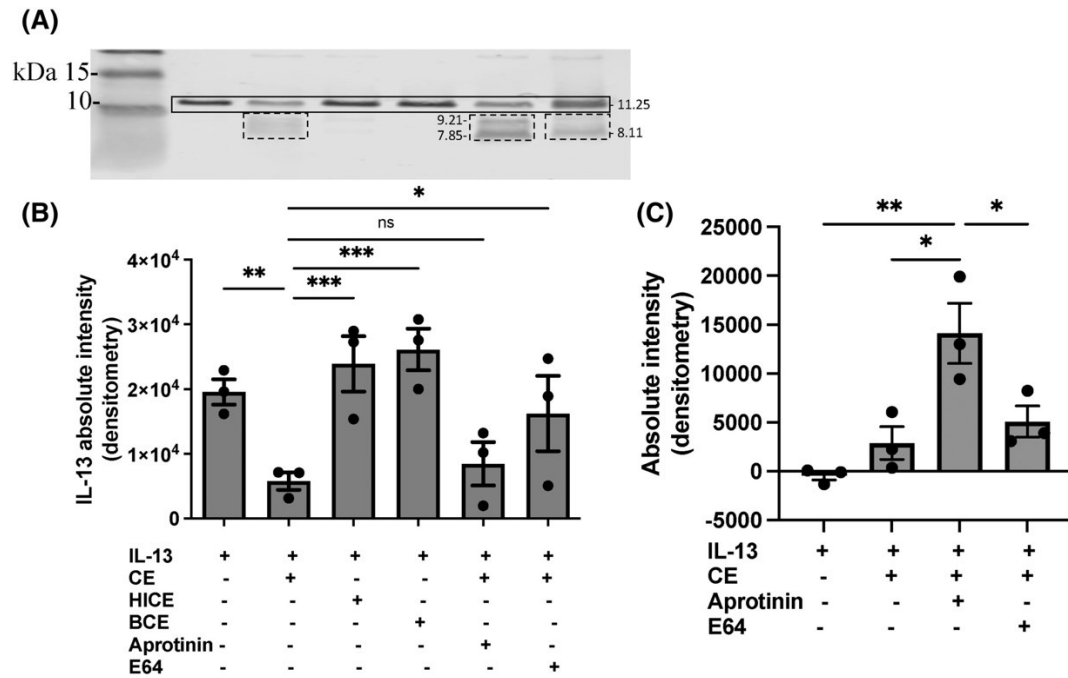 (A)
kDa 15-
10-
11.25
9.21-
7.85-
8.11
(B)
*
ns
***
** ***
IL-13 absolute intensity
(densitometry)
4×10⁴
3×10⁴
2×10⁴
1×10⁴
0
IL-13 + + + + + +
CE - + - - + +
HICE - - + - - -
BCE - - - + - -
Aprotinin - - - - + -
E64 - - - - - +
(C)
** *
*
Absolute intensity
(densitometry)
25000
20000
15000
10000
5000
0
-5000
IL-13 + + + +
CE - + + +
Aprotinin - - + -
E64 - - - +